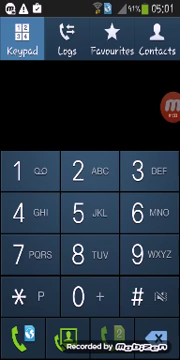 41% 05:01
Keypad Logs Favourites Contacts
1 2 ABC 3 DEF
4 GHI 5 JKL 6 MNO
7 PQRS 8 TUV 9 WXYZ
* P 0 + #
Recorded by Mobizen